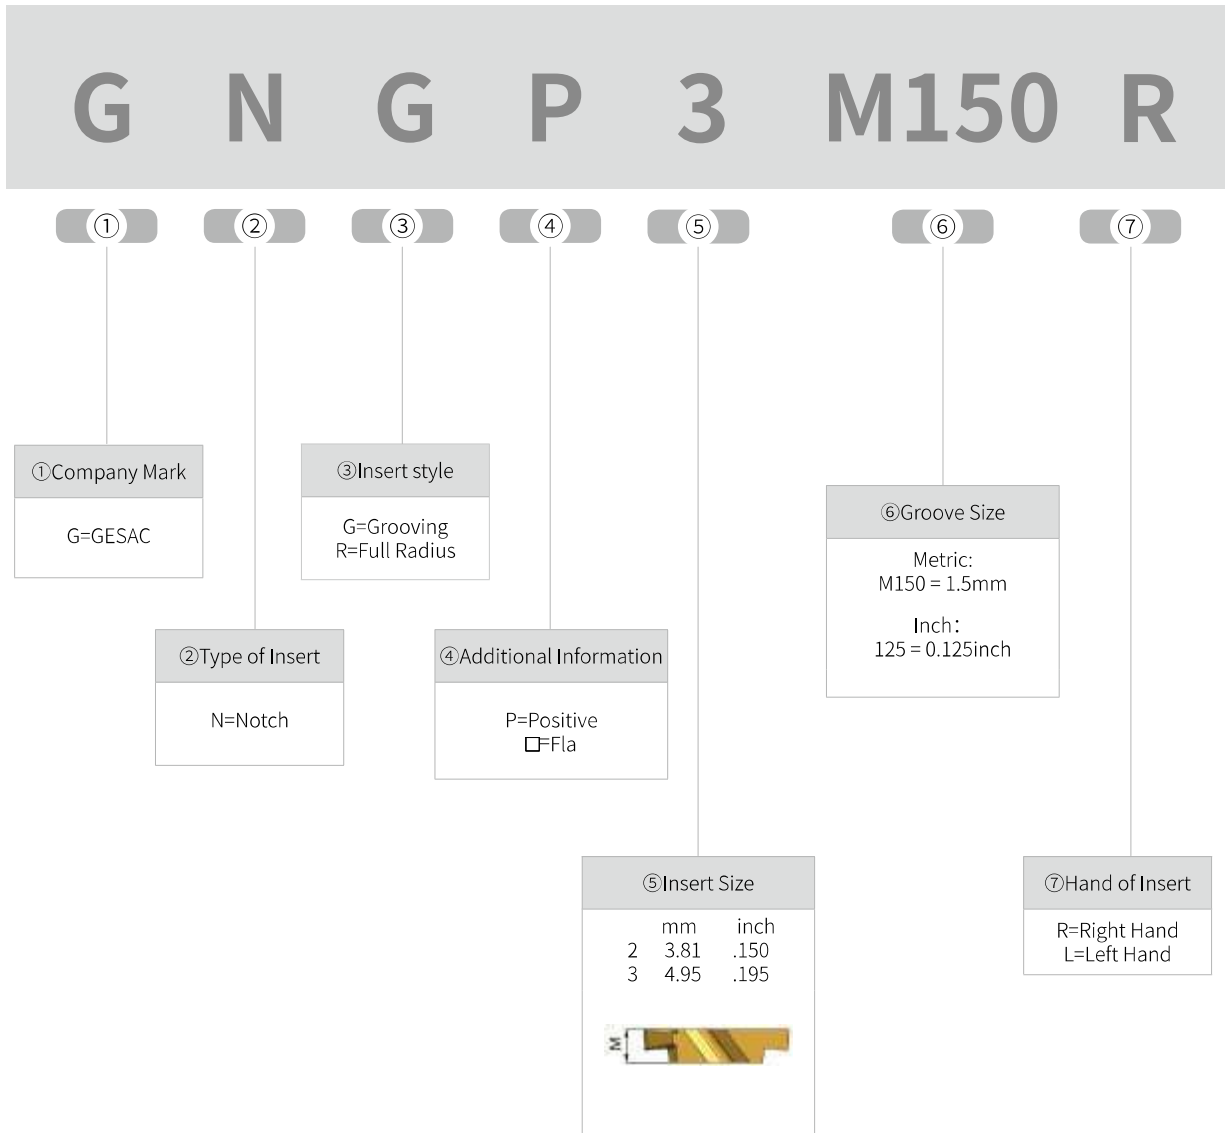 G N G P 3 M150 R
① ② ③ ④ ⑤ ⑥ ⑦
①Company Mark
G=GESAC
③Insert style
G=Grooving
R=Full Radius
⑥Groove Size
Metric:
M150 = 1.5mm
Inch：
125 = 0.125inch
②Type of Insert
N=Notch
④Additional Information
P=Positive
□=Fla
⑤Insert Size
mm inch
2 3.81 .150
3 4.95 .195
M
⑦Hand of Insert
R=Right Hand
L=Left Hand